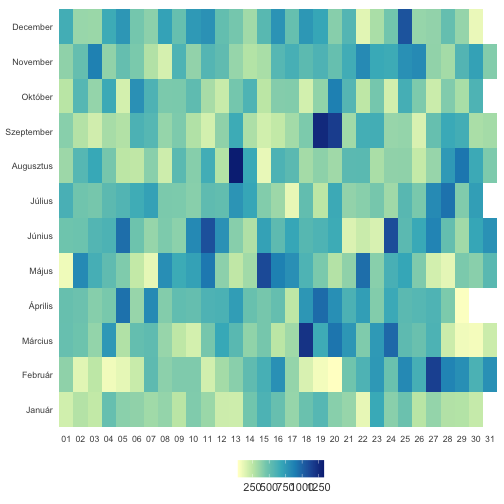 December
November
Október
Szeptember
Augusztus
Július
Június
Május
Április
Március
Február
Január
01 02 03 04 05 06 07 08 09 10 11 12 13 14 15 16 17 18 19 20 21 22 23 24 25 26 27 28 29 30 31
250 500 750 1000 1250